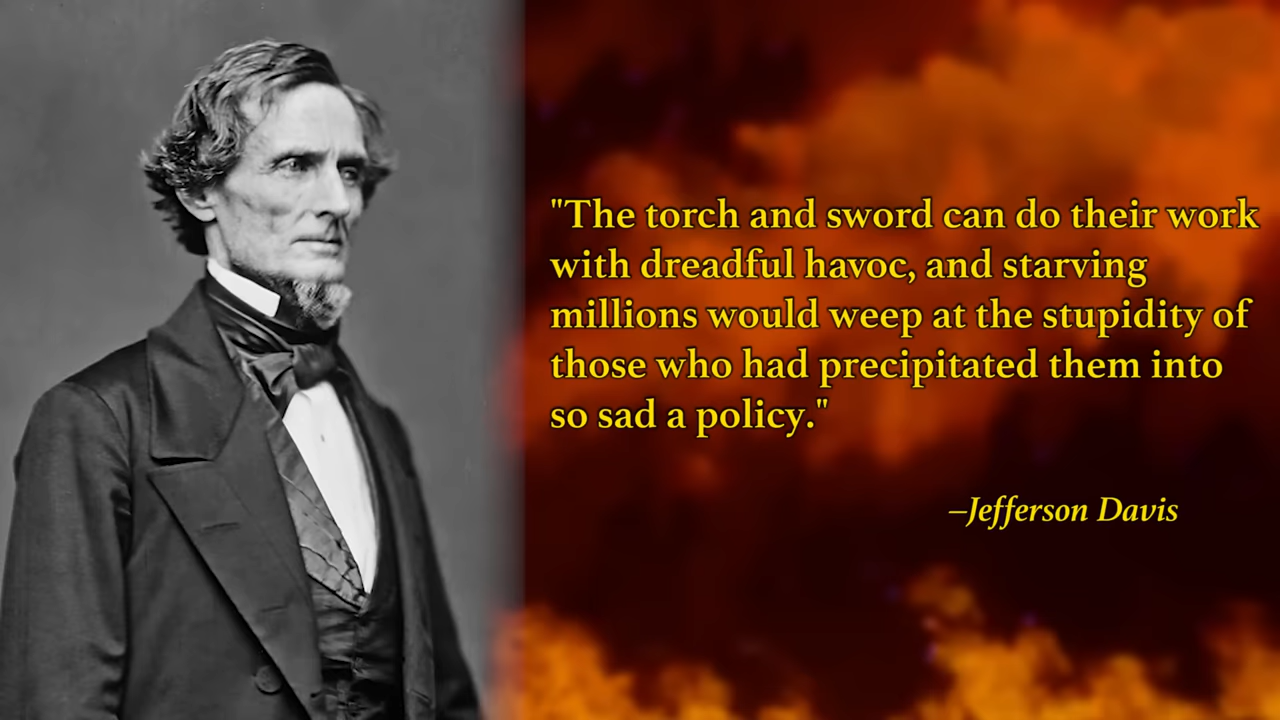 "The torch and sword can do their work
with dreadful havoc, and starving
millions would weep at the stupidity of
those who had precipitated them into
so sad a policy."
–Jefferson Davis